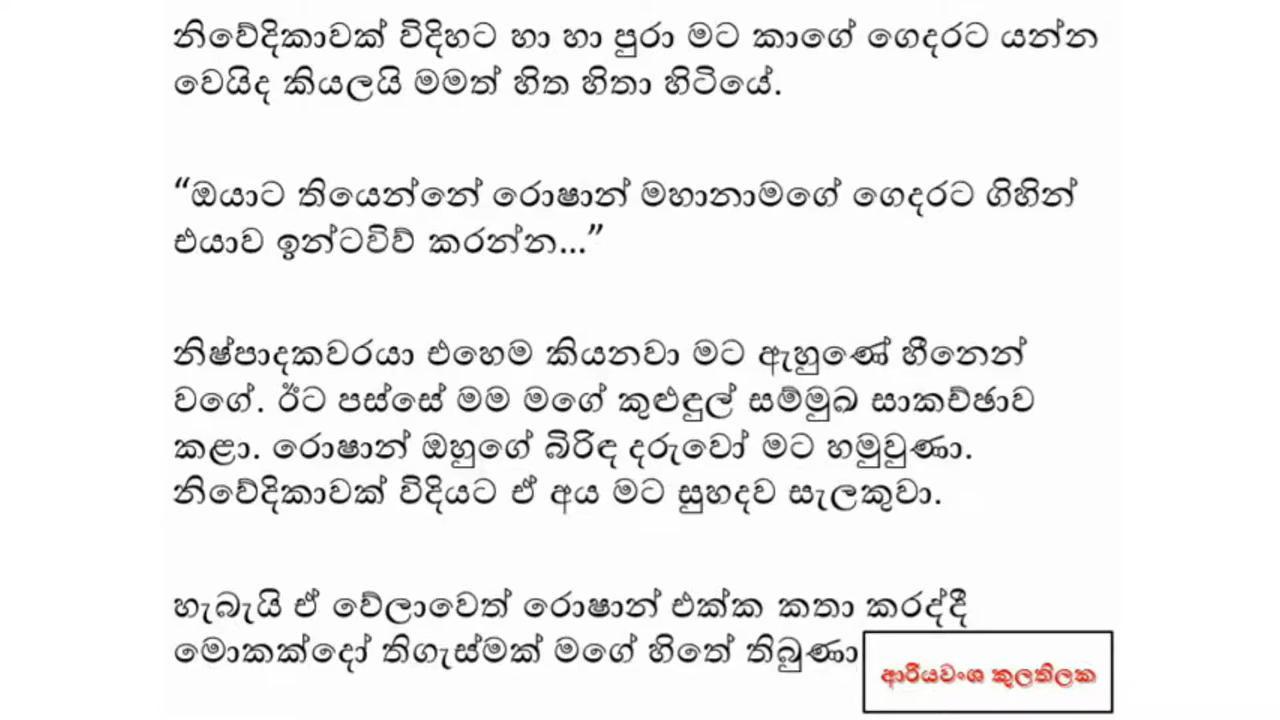 නිවේදිකාවක් විදිහට හා හා පුරා මට කාගේ ගෙදරට යන්න
වෙයිද කියලයි මමත් හිත හිතා හිටියේ.
“ඔයාට තියෙන්නේ රොෂාන් මහානාමගේ ගෙදරට ගිහින්
එයාව ඉන්ටවිව් කරන්න...”
නිෂ්පාදකවරයා එහෙම කියනවා මට ඇහුණේ හීනෙන්
වගේ. ඊට පස්සේ මම මගේ කුළුඳුල් සම්මුඛ සාකච්ඡාව
කළා. රොෂාන් ඔහුගේ බිරිඳ දරුවෝ මට හමුවුණා.
නිවේදිකාවක් විදියට ඒ අය මට සුහදව සැලකුවා.
හැබැයි ඒ වේලාවෙත් රොෂාන් එක්ක කතා කරද්දී
මොකක්දෝ තිගැස්මක් මගේ හිතේ තිබුණා
ආරියවංශ කුලතිලක